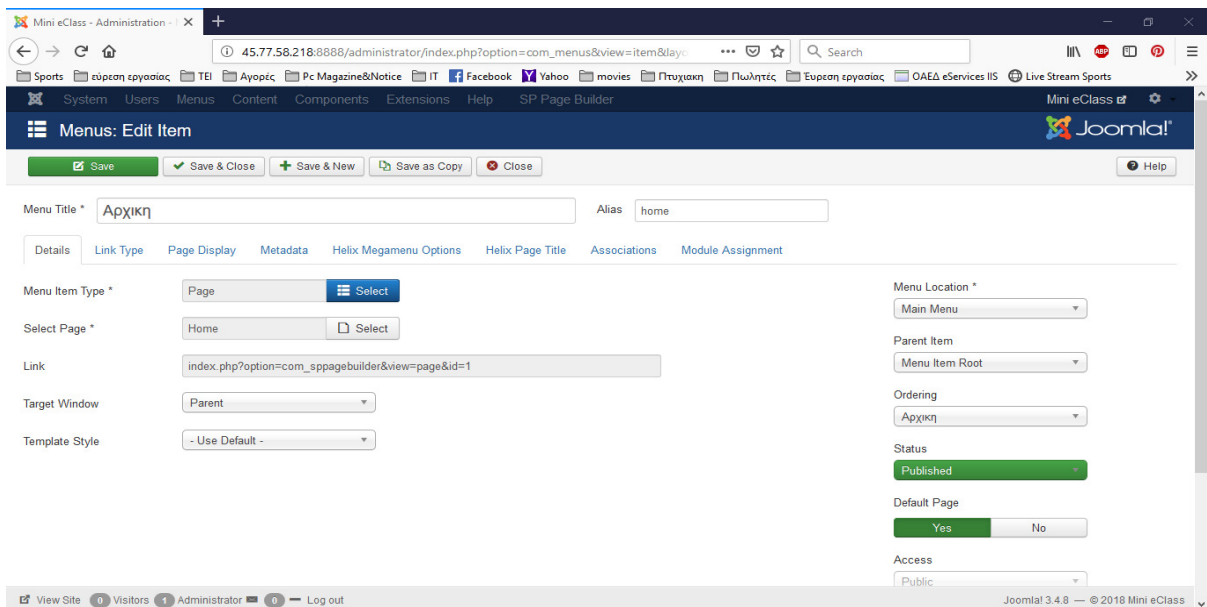 Mini eClass - Administration -
45.77.58.218:8888/administrator/index.php?option=com_menus&view=item&layo
Search
Sports εύρεση εργασίας TEI Αγορές Pc Magazine&Notice IT Facebook Yahoo movies Πτυχιακη Πωλητές Έυρεση εργασίας ΟΑΕΔ eServices IIS Live Stream Sports
System Users Menus Content Components Extensions Help SP Page Builder Mini eClass
Menus: Edit Item Joomla!
Save Save & Close Save & New Save as Copy Close Help
Menu Title * Αρχικη Alias home
Details Link Type Page Display Metadata Helix Megamenu Options Helix Page Title Associations Module Assignment
Menu Item Type * Page Select
Select Page * Home Select
Link index.php?option=com_sppagebuilder&view=page&id=1
Target Window Parent
Template Style - Use Default -
Menu Location *
Main Menu
Parent Item
Menu Item Root
Ordering
Αρχικη
Status
Published
Default Page
Yes No
Access
Public
View Site 0 Visitors 1 Administrator 0 Log out Joomla! 3.4.8 — © 2018 Mini eClass